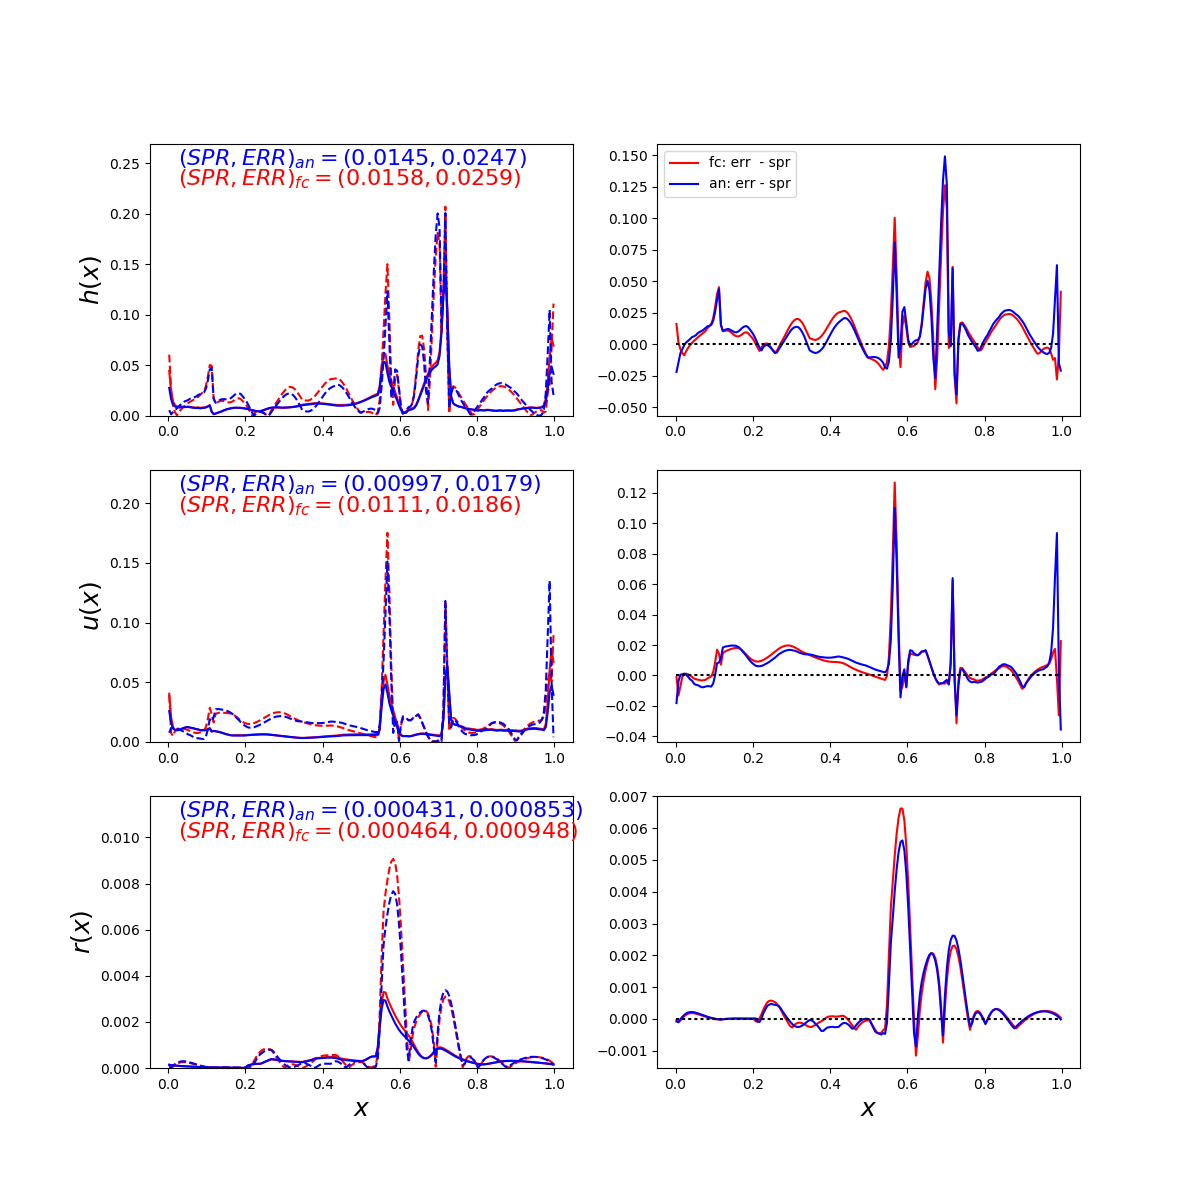 (SPR, ERR)an = (0.0145, 0.0247)
(SPR, ERR)fc = (0.0158, 0.0259)
h(x)
0.25
0.20
0.15
0.10
0.05
0.00
0.0 0.2 0.4 0.6 0.8 1.0
fc: err - spr
an: err - spr
0.150
0.125
0.100
0.075
0.050
0.025
0.000
−0.025
−0.050
0.0 0.2 0.4 0.6 0.8 1.0
(SPR, ERR)an = (0.00997, 0.0179)
(SPR, ERR)fc = (0.0111, 0.0186)
u(x)
0.20
0.15
0.10
0.05
0.00
0.0 0.2 0.4 0.6 0.8 1.0
0.12
0.10
0.08
0.06
0.04
0.02
0.00
−0.02
−0.04
0.0 0.2 0.4 0.6 0.8 1.0
(SPR, ERR)an = (0.000431, 0.000853)
(SPR, ERR)fc = (0.000464, 0.000948)
r(x)
0.010
0.008
0.006
0.004
0.002
0.000
0.0 0.2 0.4 0.6 0.8 1.0
x
0.007
0.006
0.005
0.004
0.003
0.002
0.001
0.000
−0.001
0.0 0.2 0.4 0.6 0.8 1.0
x